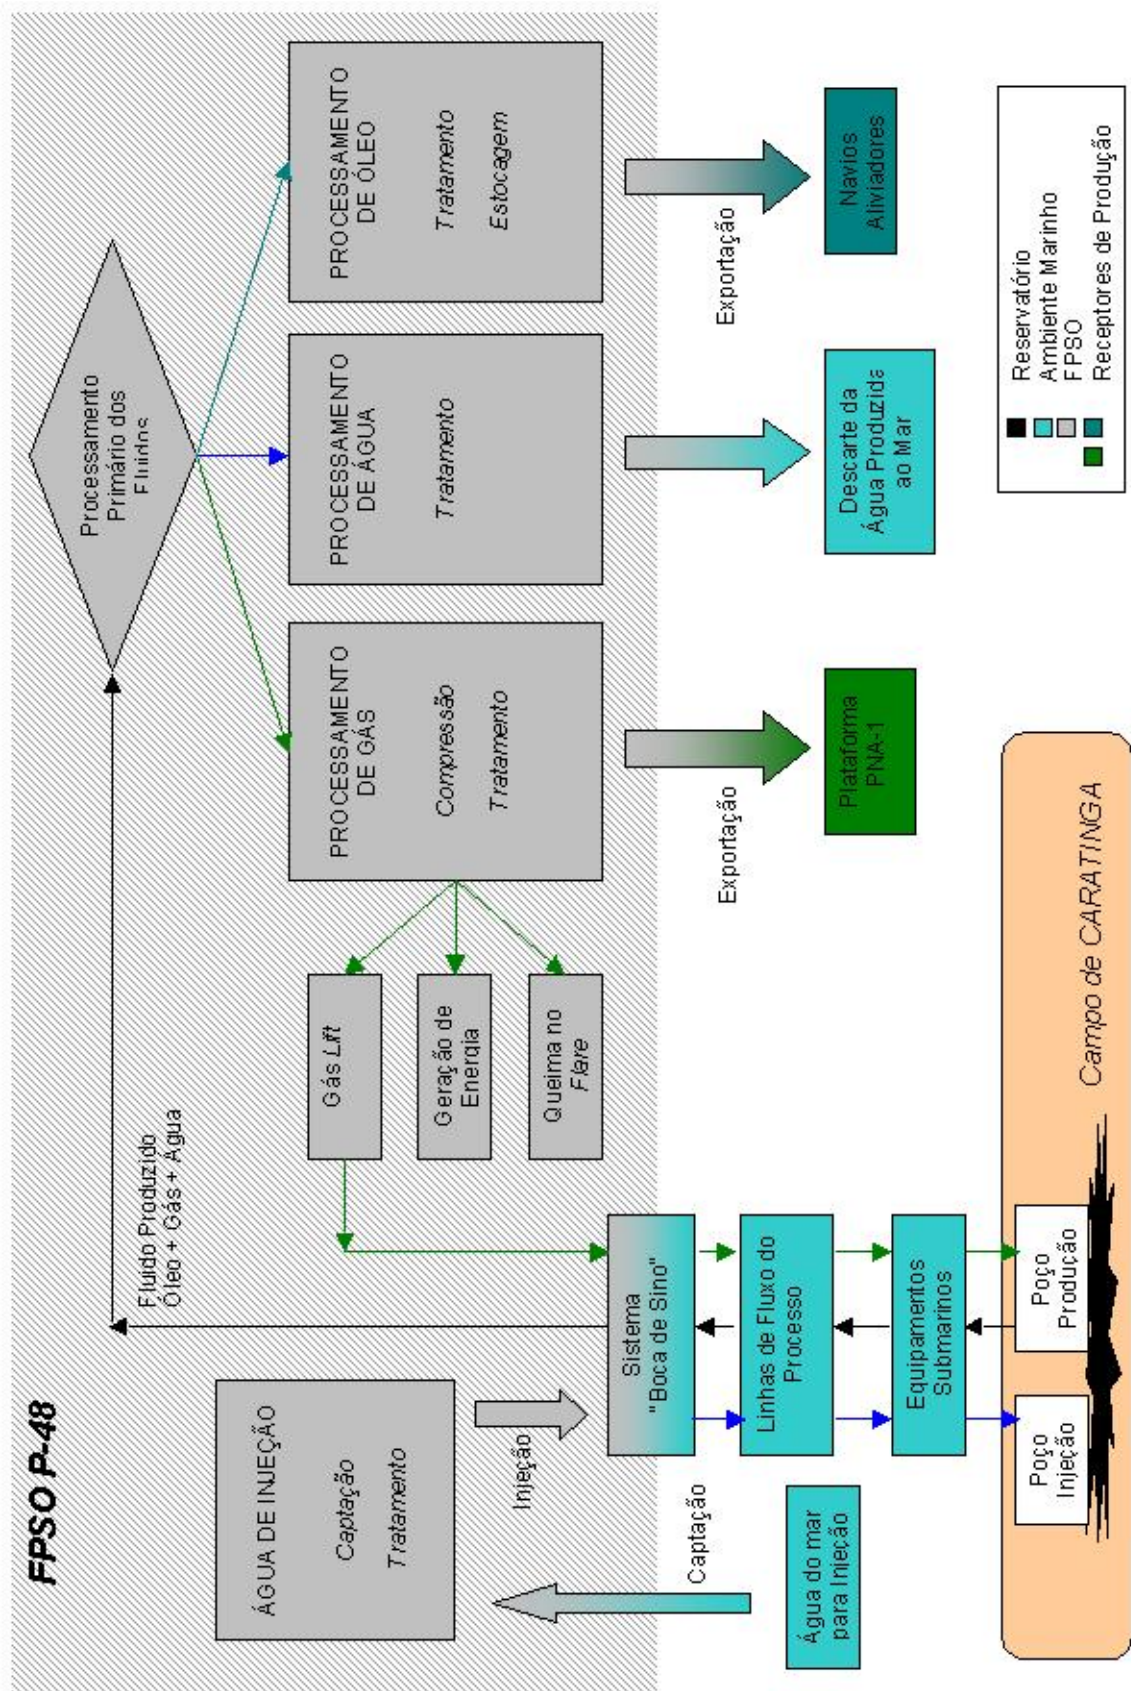 FPSO P-48
Fluido Produzido
Óleo + Gás + Água
Processamento
Primário dos
Fluidos
ÁGUA DE INJEÇÃO
Captação
Tratamento
Gás Lift
Geração de
Energia
Queima no
Flare
PROCESSAMENTO
DE GÁS
Compressão
Tratamento
PROCESSAMENTO
DE ÁGUA
Tratamento
PROCESSAMENTO
DE ÓLEO
Tratamento
Estocagem
Injeção
Captação
Exportação
Exportação
Sistema
"Boca de Sino"
Linhas de Fluxo do
Processo
Equipamentos
Submarinos
Água do mar
para Injeção
Plataforma
PNA-1
Descarte da
Água Produzida
ao Mar
Navios
Aliviadores
Poço
Injeção
Poço
Produção
Campo de CARATINGA
Reservatório
Ambiente Marinho
FPSO
Receptores de Produção